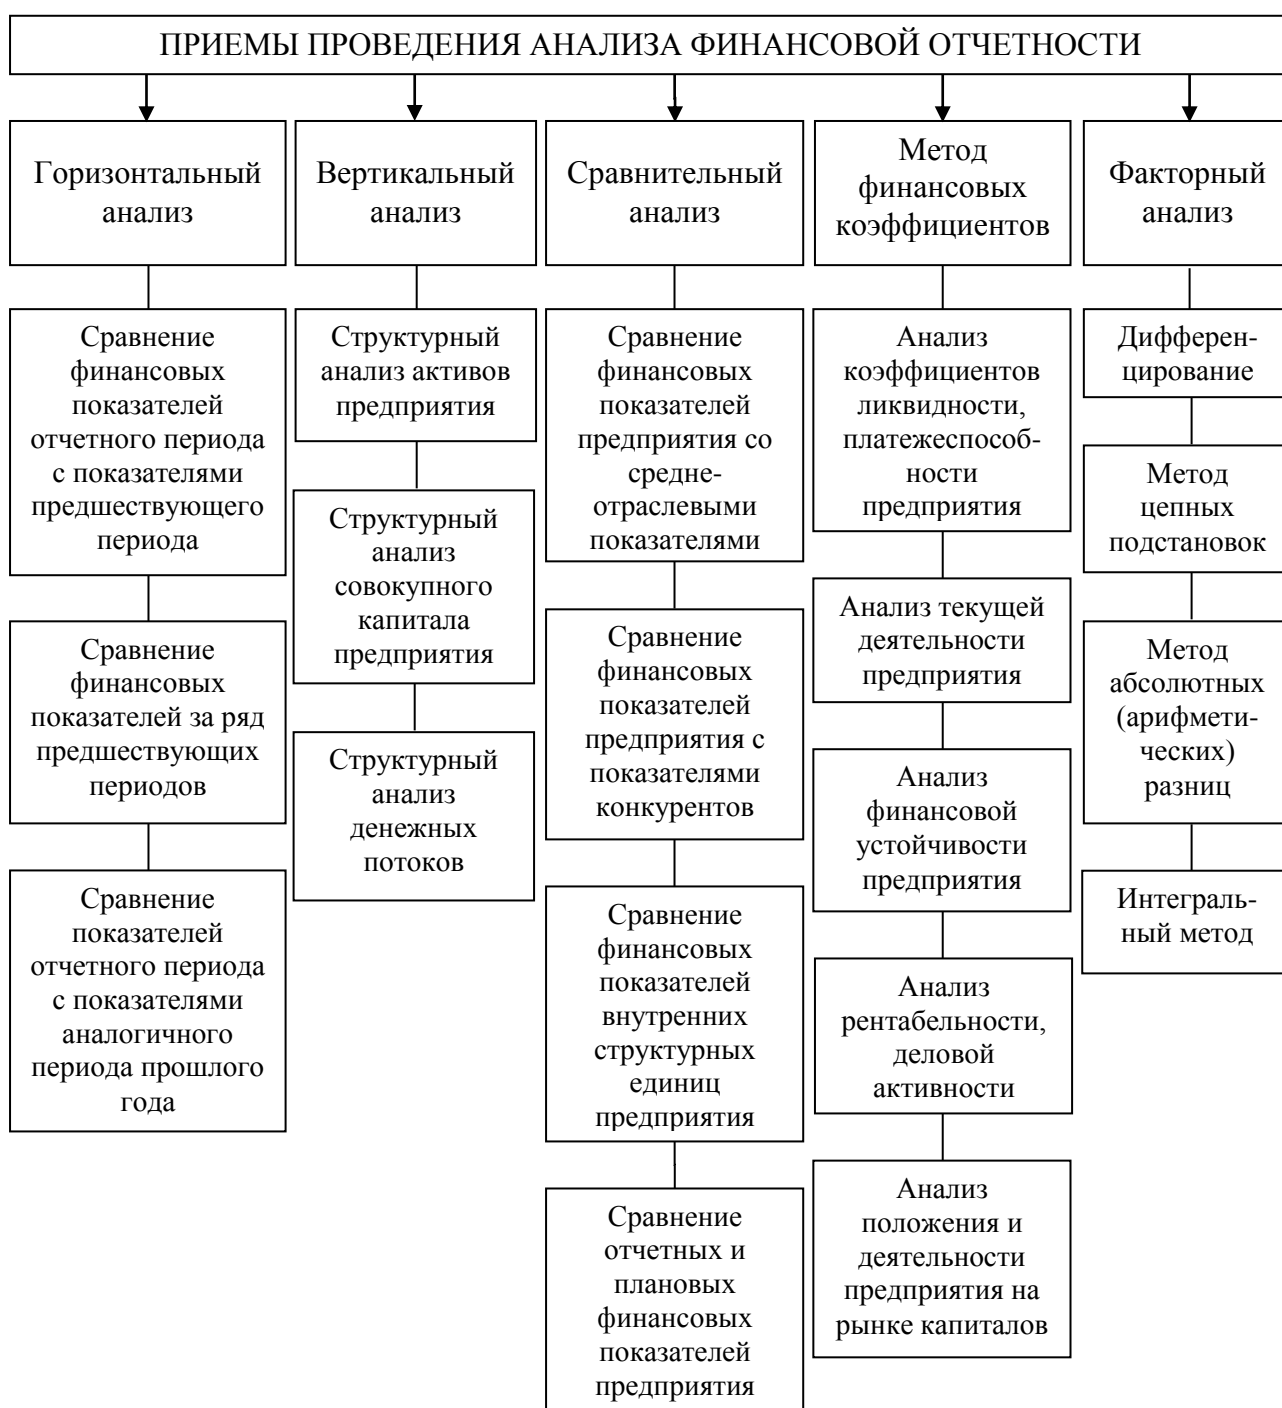 ПРИЕМЫ ПРОВЕДЕНИЯ АНАЛИЗА ФИНАНСОВОЙ ОТЧЕТНОСТИ
Горизонтальный
анализ
Сравнение
финансовых
показателей
отчетного периода
с показателями
предшествующего
периода
Сравнение
финансовых
показателей за ряд
предшествующих
периодов
Сравнение
показателей
отчетного периода
с показателями
аналогичного
периода прошлого
года
Вертикальный
анализ
Структурный
анализ активов
предприятия
Структурный
анализ
совокупного
капитала
предприятия
Структурный
анализ
денежных
потоков
Сравнительный
анализ
Сравнение
финансовых
показателей
предприятия со
средне-
отраслевыми
показателями
Сравнение
финансовых
показателей
предприятия с
показателями
конкурентов
Сравнение
финансовых
показателей
внутренних
структурных
единиц
предприятия
Сравнение
отчетных и
плановых
финансовых
показателей
предприятия
Метод
финансовых
коэффициентов
Анализ
коэффициентов
ликвидности,
платежеспособ-
ности
предприятия
Анализ текущей
деятельности
предприятия
Анализ
финансовой
устойчивости
предприятия
Анализ
рентабельности,
деловой
активности
Анализ
положения и
деятельности
предприятия на
рынке капиталов
Факторный
анализ
Дифферен-
цирование
Метод
цепных
подстановок
Метод
абсолютных
(арифмети-
ческих)
разниц
Интеграль-
ный метод